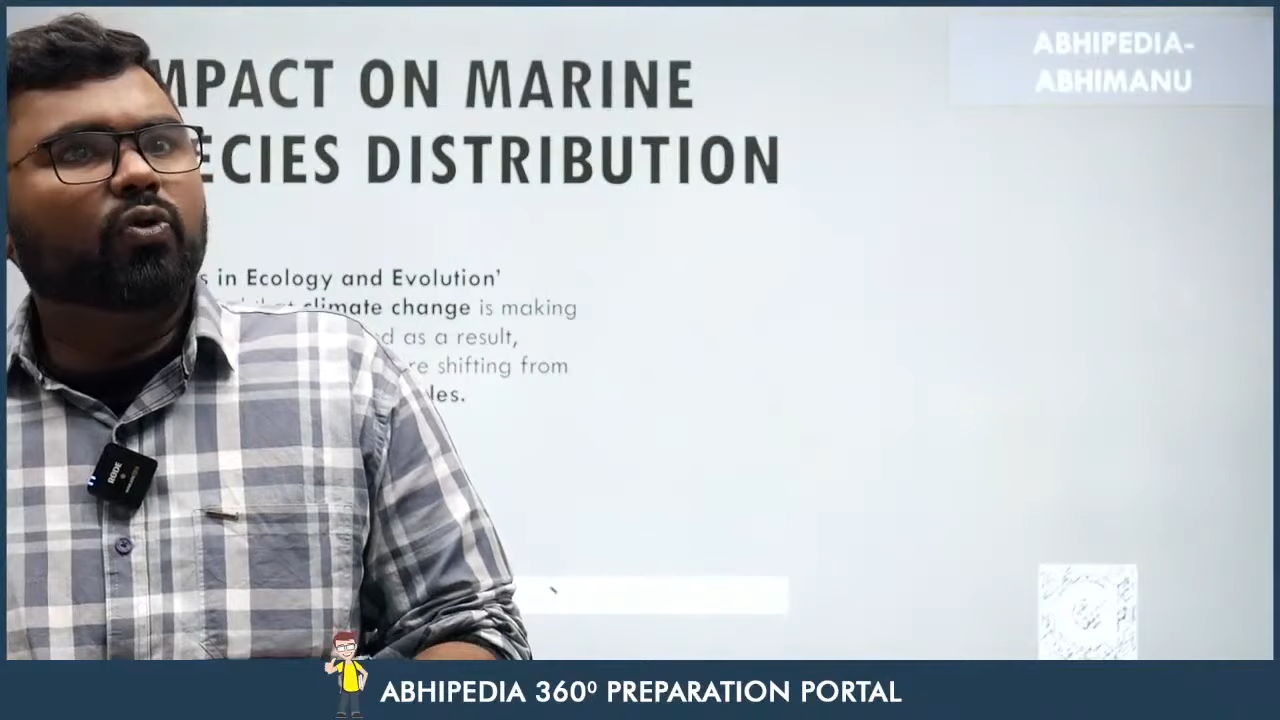 MPACT ON MARINE
ECIES DISTRIBUTION
ABHIPEDIA-
ABHIMANU
s in Ecology and Evolution’
climate change is making
d as a result,
re shifting from
les.
RØDE
ABHIPEDIA 360⁰ PREPARATION PORTAL